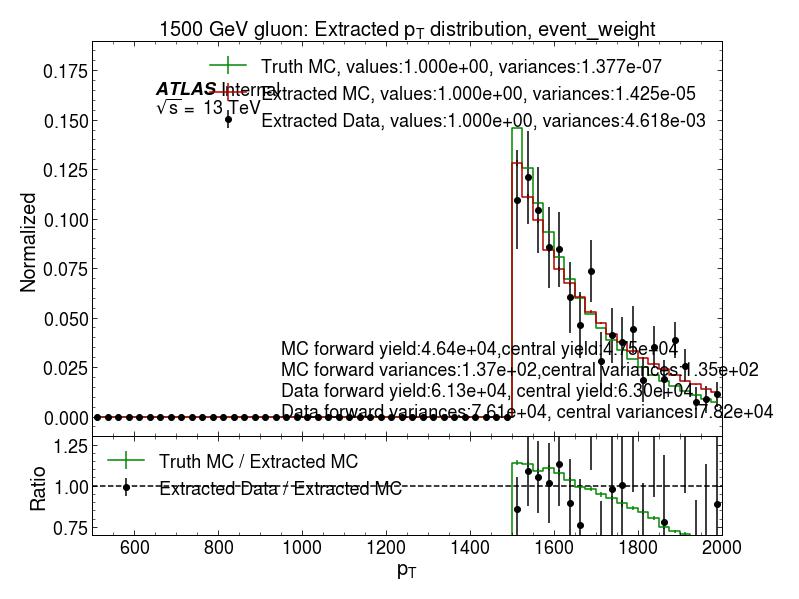 1500 GeV gluon: Extracted pT distribution, event_weight
Truth MC, values:1.000e+00, variances:1.377e-07
ATLAS Internal
Extracted MC, values:1.000e+00, variances:1.425e-05
√s = 13 TeV
Extracted Data, values:1.000e+00, variances:4.618e-03
0.175
0.150
0.125
0.100
0.075
0.050
0.025
0.000
Normalized
MC forward yield:4.64e+04,central yield:4.75e+04
MC forward variances:1.37e+02,central variances:1.35e+02
Data forward yield:6.13e+04, central yield:6.30e+04
Data forward variances:7.61e+04, central variances:7.82e+04
1.25
1.00
0.75
Ratio
Truth MC / Extracted MC
Extracted Data / Extracted MC
600 800 1000 1200 1400 1600 1800 2000
pT